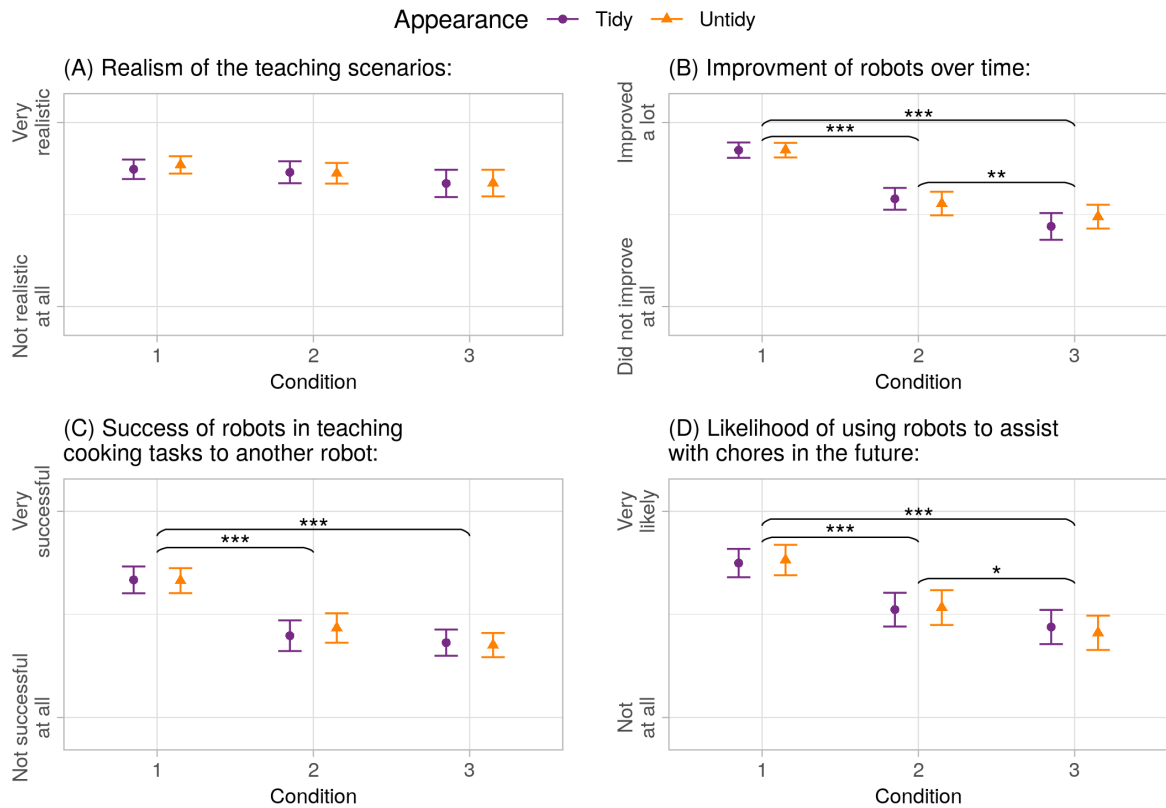 Appearance Tidy Untidy
(A) Realism of the teaching scenarios:
Very
realistic
Not realistic
at all
1 2 3
Condition
(B) Improvment of robots over time:
Improved
a lot
Did not improve
at all
***
***
**
1 2 3
Condition
(C) Success of robots in teaching
cooking tasks to another robot:
Very
successful
Not successful
at all
***
***
1 2 3
Condition
(D) Likelihood of using robots to assist
with chores in the future:
Very
likely
Not
at all
***
***
*
1 2 3
Condition